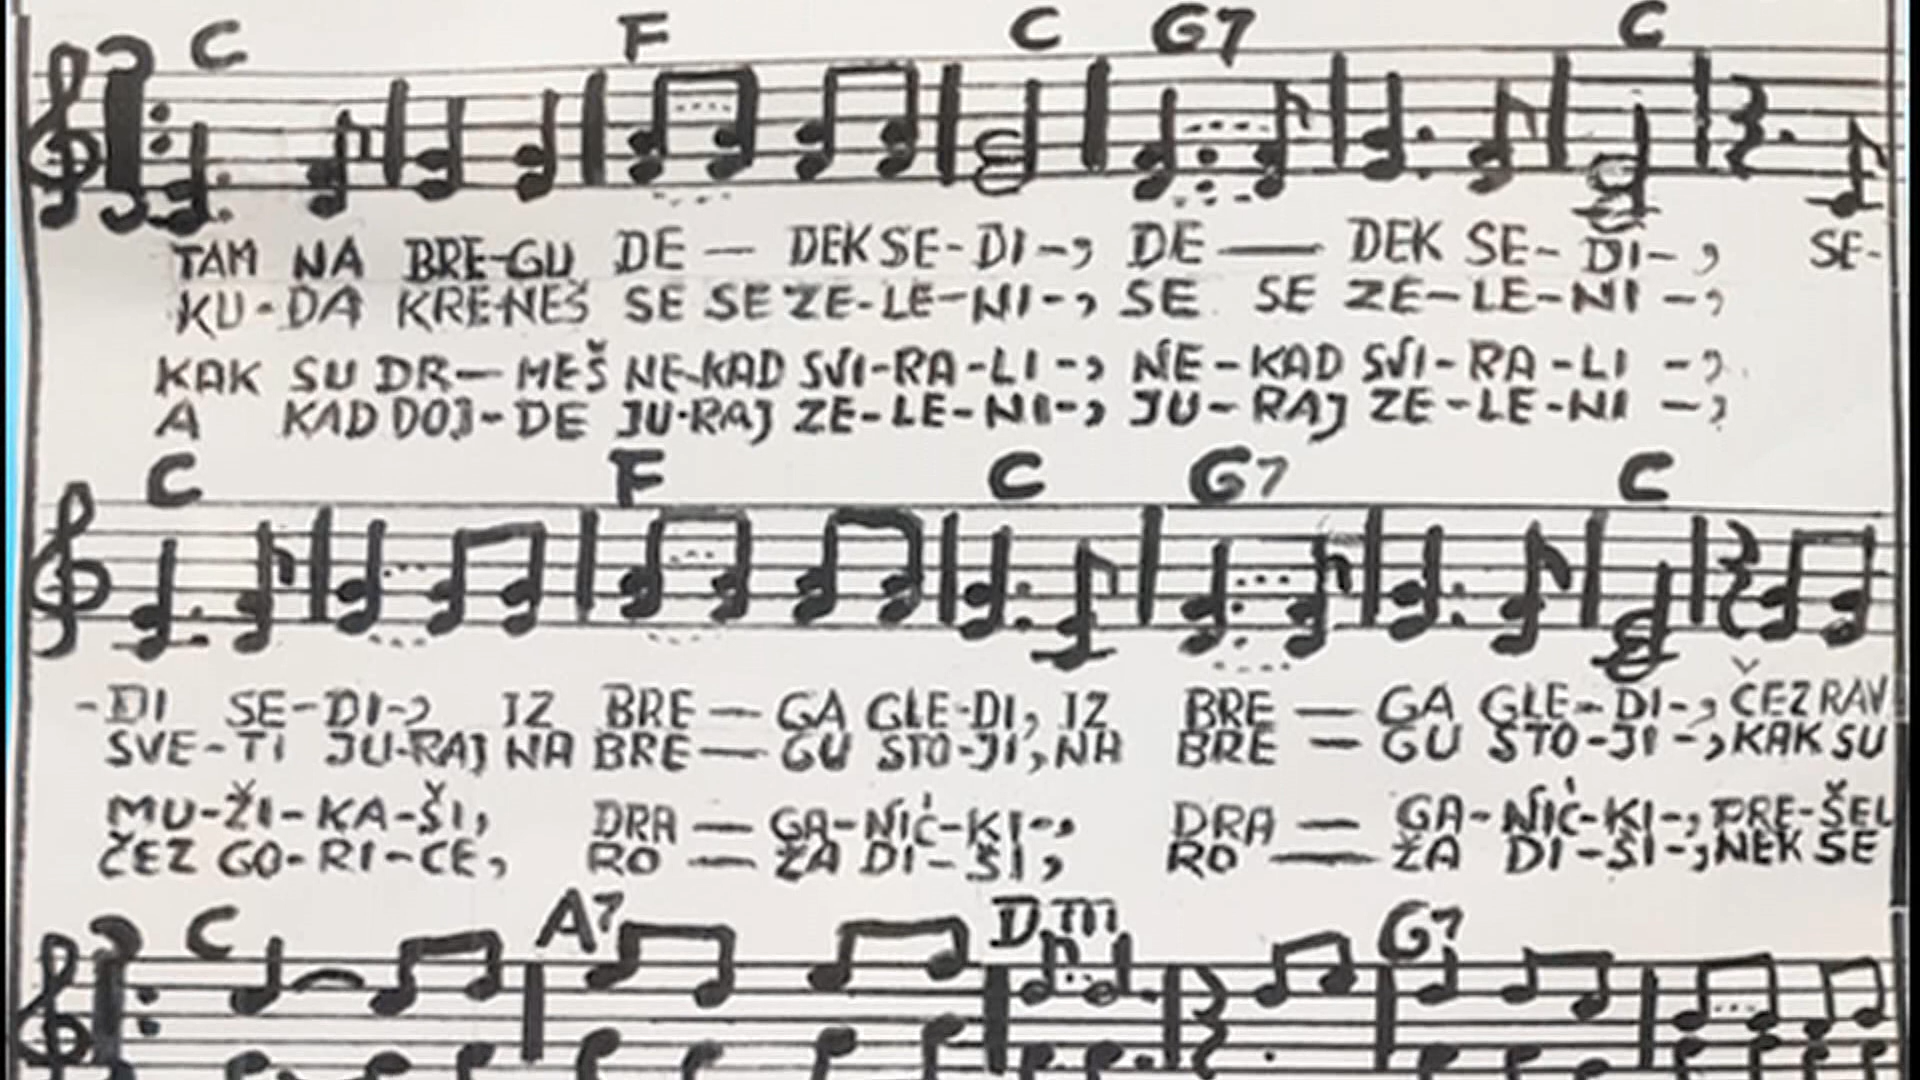 C F C G7 C
TAM NA BRE-GU DE — DEK SE-DI-, DE — DEK SE-DI-, SE-
KU-DA KRE-NEŠ SE SE ZE-LE-NI-, SE SE ZE-LE-NI-,
KAK SU DR-MEŠ NE-KAD SVI-RA-LI-, NE-KAD SVI-RA-LI-,
A KAD DOJ-DE JU-RAJ ZE-LE-NI-, JU-RAJ ZE-LE-NI-,
C F C G7 C
-DI SE-DI-, IZ BRE — GA GLE-DI, IZ BRE — GA GLE-DI-, ČEZ RAV
SVE-TI JU-RAJ NA BRE — GU STO-JI, NA BRE — GU STO-JI-, KAK SU
MU-ŽI-KA-ŠI, DRA — GA-NIĆ-KI-, DRA — GA-NIĆ-KI-, PRE-ŠEL
ČEZ GO-RI-CE, RO — ŽA DI-ŠI, RO — ŽA DI-ŠI-, NEK SE
C A7 Dm G7